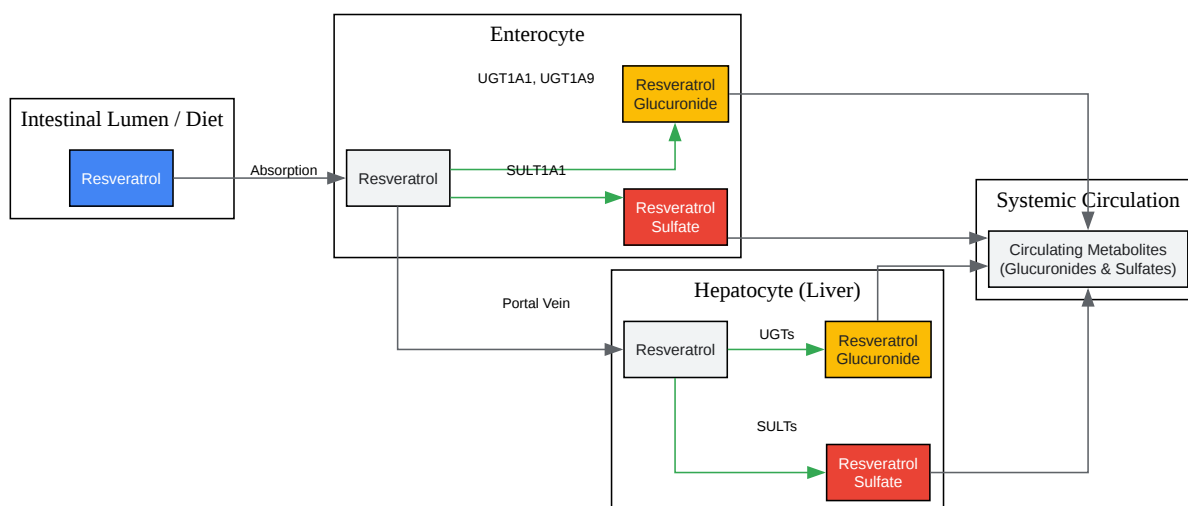 Enterocyte
UGT1A1, UGT1A9
Resveratrol
Glucuronide
Intestinal Lumen / Diet
Resveratrol
Absorption
Resveratrol
SULT1A1
Resveratrol
Sulfate
Systemic Circulation
Circulating Metabolites
(Glucuronides & Sulfates)
Portal Vein
Hepatocyte (Liver)
Resveratrol
UGTs
Resveratrol
Glucuronide
SULTs
Resveratrol
Sulfate